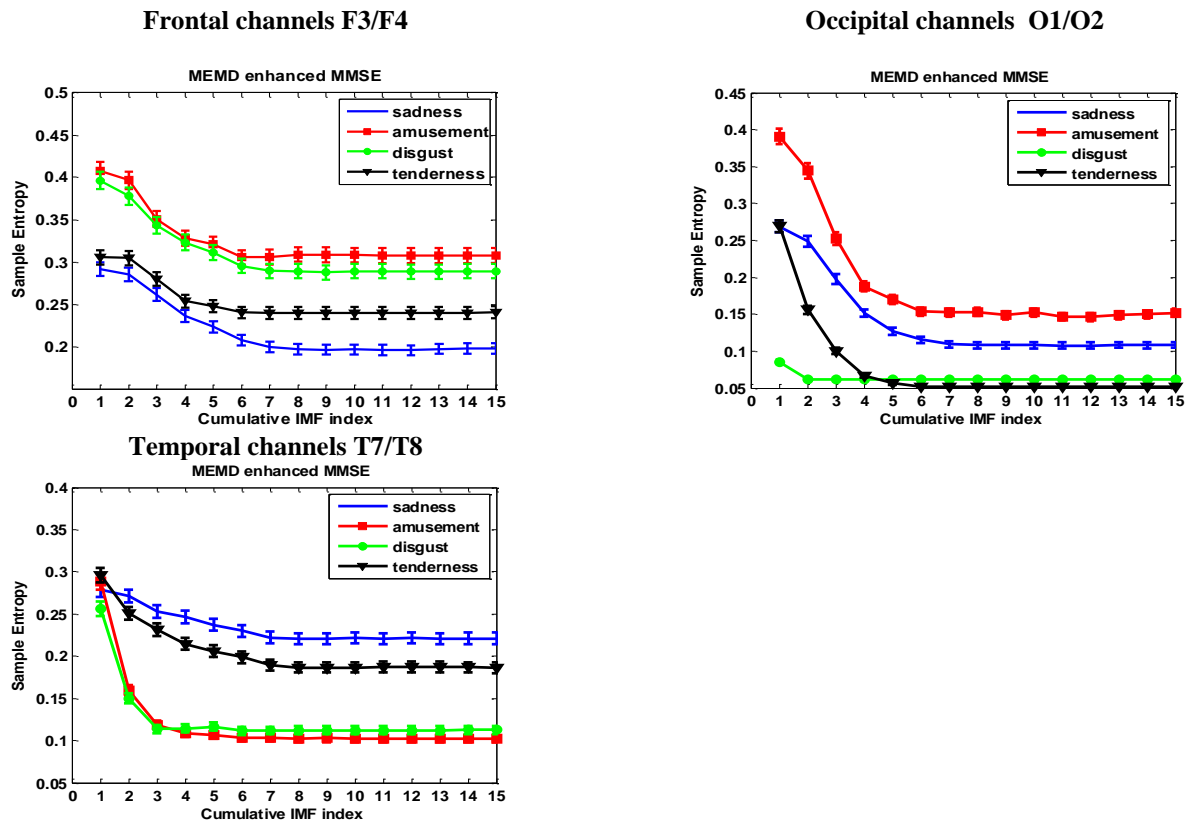 Frontal channels F3/F4
MEMD enhanced MMSE
0.5
0.45
0.4
0.35
0.3
0.25
0.2
Sample Entropy
sadness
amusement
disgust
tenderness
0 1 2 3 4 5 6 7 8 9 10 11 12 13 14 15
Cumulative IMF index
Occipital channels O1/O2
MEMD enhanced MMSE
0.45
0.4
0.35
0.3
0.25
0.2
0.15
0.1
0.05
Sample Entropy
sadness
amusement
disgust
tenderness
0 1 2 3 4 5 6 7 8 9 10 11 12 13 14 15
Cumulative IMF index
Temporal channels T7/T8
MEMD enhanced MMSE
0.4
0.35
0.3
0.25
0.2
0.15
0.1
0.05
Sample Entropy
sadness
amusement
disgust
tenderness
0 1 2 3 4 5 6 7 8 9 10 11 12 13 14 15
Cumulative IMF index